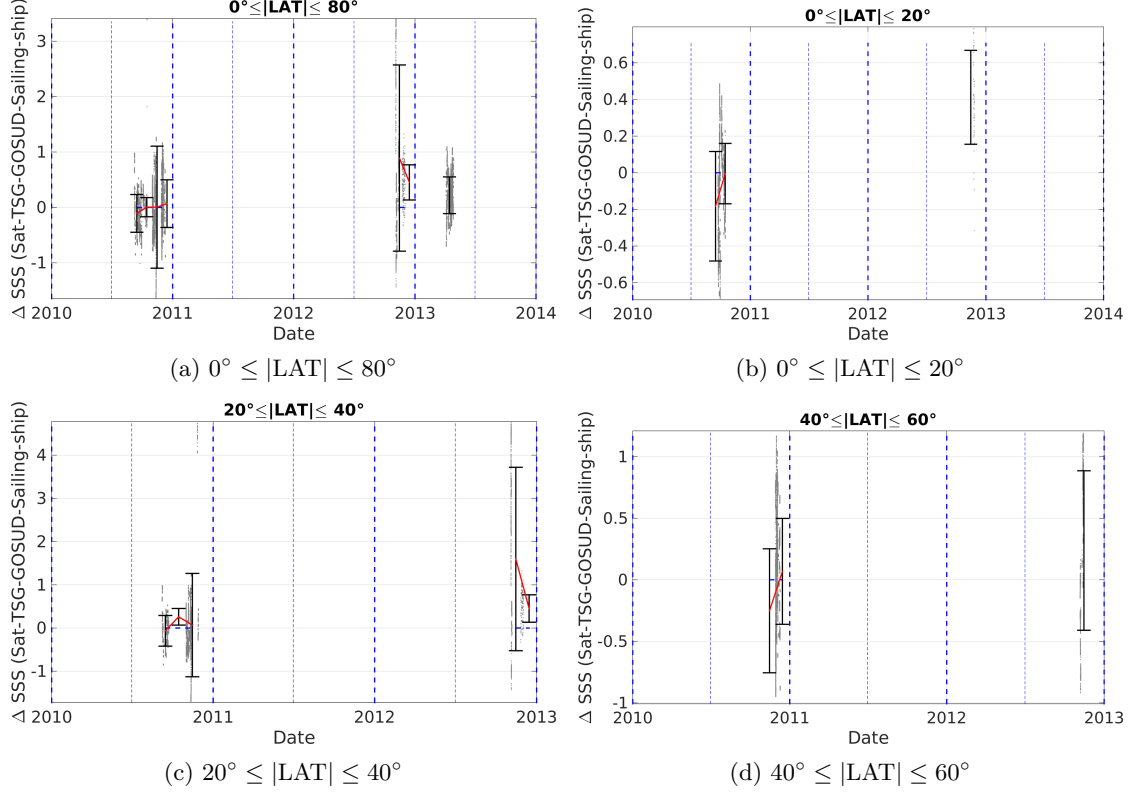 0°≤|LAT|≤ 80°
Δ SSS (Sat-TSG-GOSUD-Sailing-ship)
3
2
1
0
-1
2010 2011 2012 2013 2014
Date
(a) 0° ≤ |LAT| ≤ 80°
0°≤|LAT|≤ 20°
Δ SSS (Sat-TSG-GOSUD-Sailing-ship)
0.6
0.4
0.2
0
-0.2
-0.4
-0.6
2010 2011 2012 2013 2014
Date
(b) 0° ≤ |LAT| ≤ 20°
20°≤|LAT|≤ 40°
Δ SSS (Sat-TSG-GOSUD-Sailing-ship)
4
3
2
1
0
-1
2010 2011 2012 2013
Date
(c) 20° ≤ |LAT| ≤ 40°
40°≤|LAT|≤ 60°
Δ SSS (Sat-TSG-GOSUD-Sailing-ship)
1
0.5
0
-0.5
-1
2010 2011 2012 2013
Date
(d) 40° ≤ |LAT| ≤ 60°